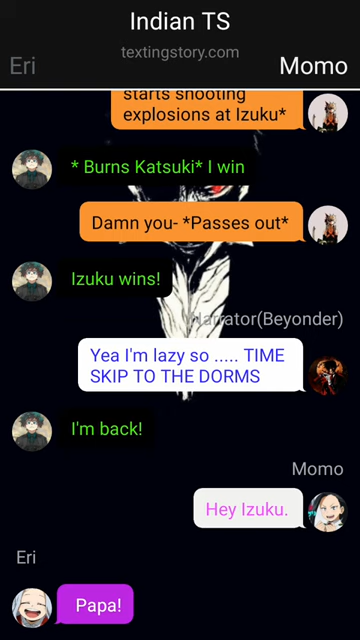 Indian TS
textingstory.com
Eri
Momo
starts shooting
explosions at Izuku*
* Burns Katsuki* I win
Damn you- *Passes out*
Izuku wins!
Narrator(Beyonder)
Yea I'm lazy so ..... TIME
SKIP TO THE DORMS
I'm back!
Momo
Hey Izuku.
Eri
Papa!